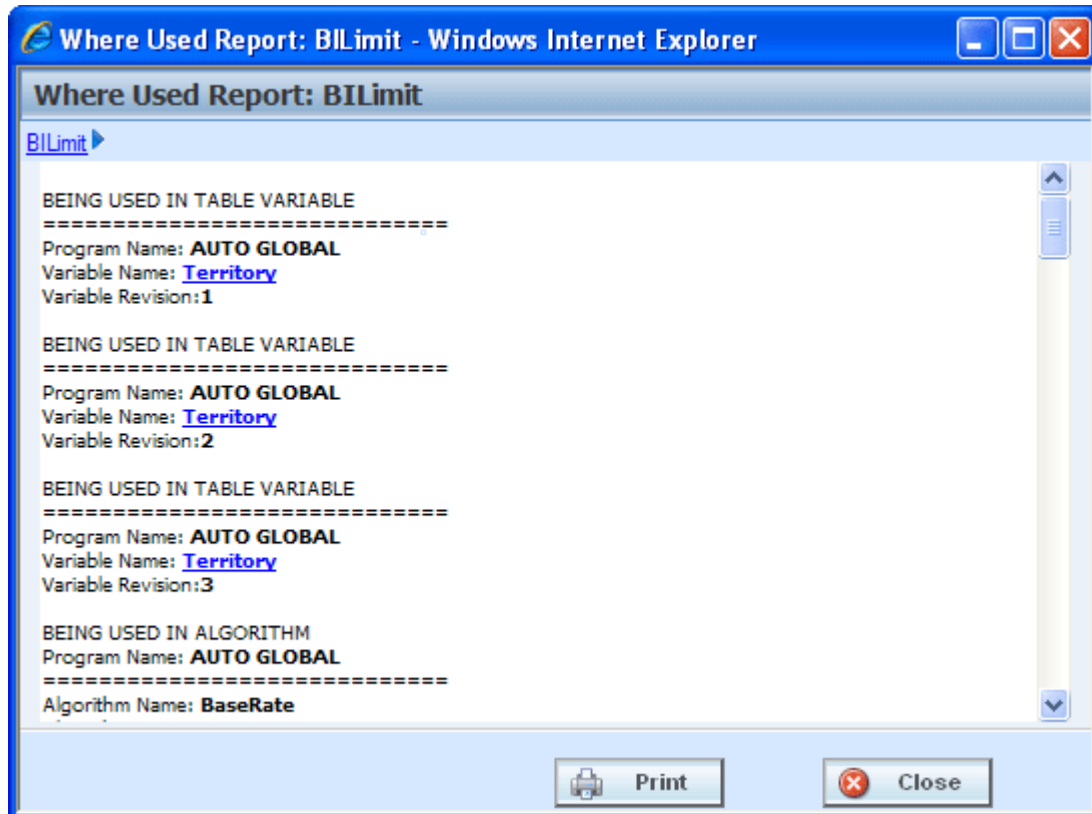 Where Used Report: BILimit - Windows Internet Explorer
Where Used Report: BILimit
BILimit
BEING USED IN TABLE VARIABLE
=============================
Program Name: AUTO GLOBAL
Variable Name: Territory
Variable Revision:1
BEING USED IN TABLE VARIABLE
=============================
Program Name: AUTO GLOBAL
Variable Name: Territory
Variable Revision:2
BEING USED IN TABLE VARIABLE
=============================
Program Name: AUTO GLOBAL
Variable Name: Territory
Variable Revision:3
BEING USED IN ALGORITHM
Program Name: AUTO GLOBAL
=============================
Algorithm Name: BaseRate
Print
Close